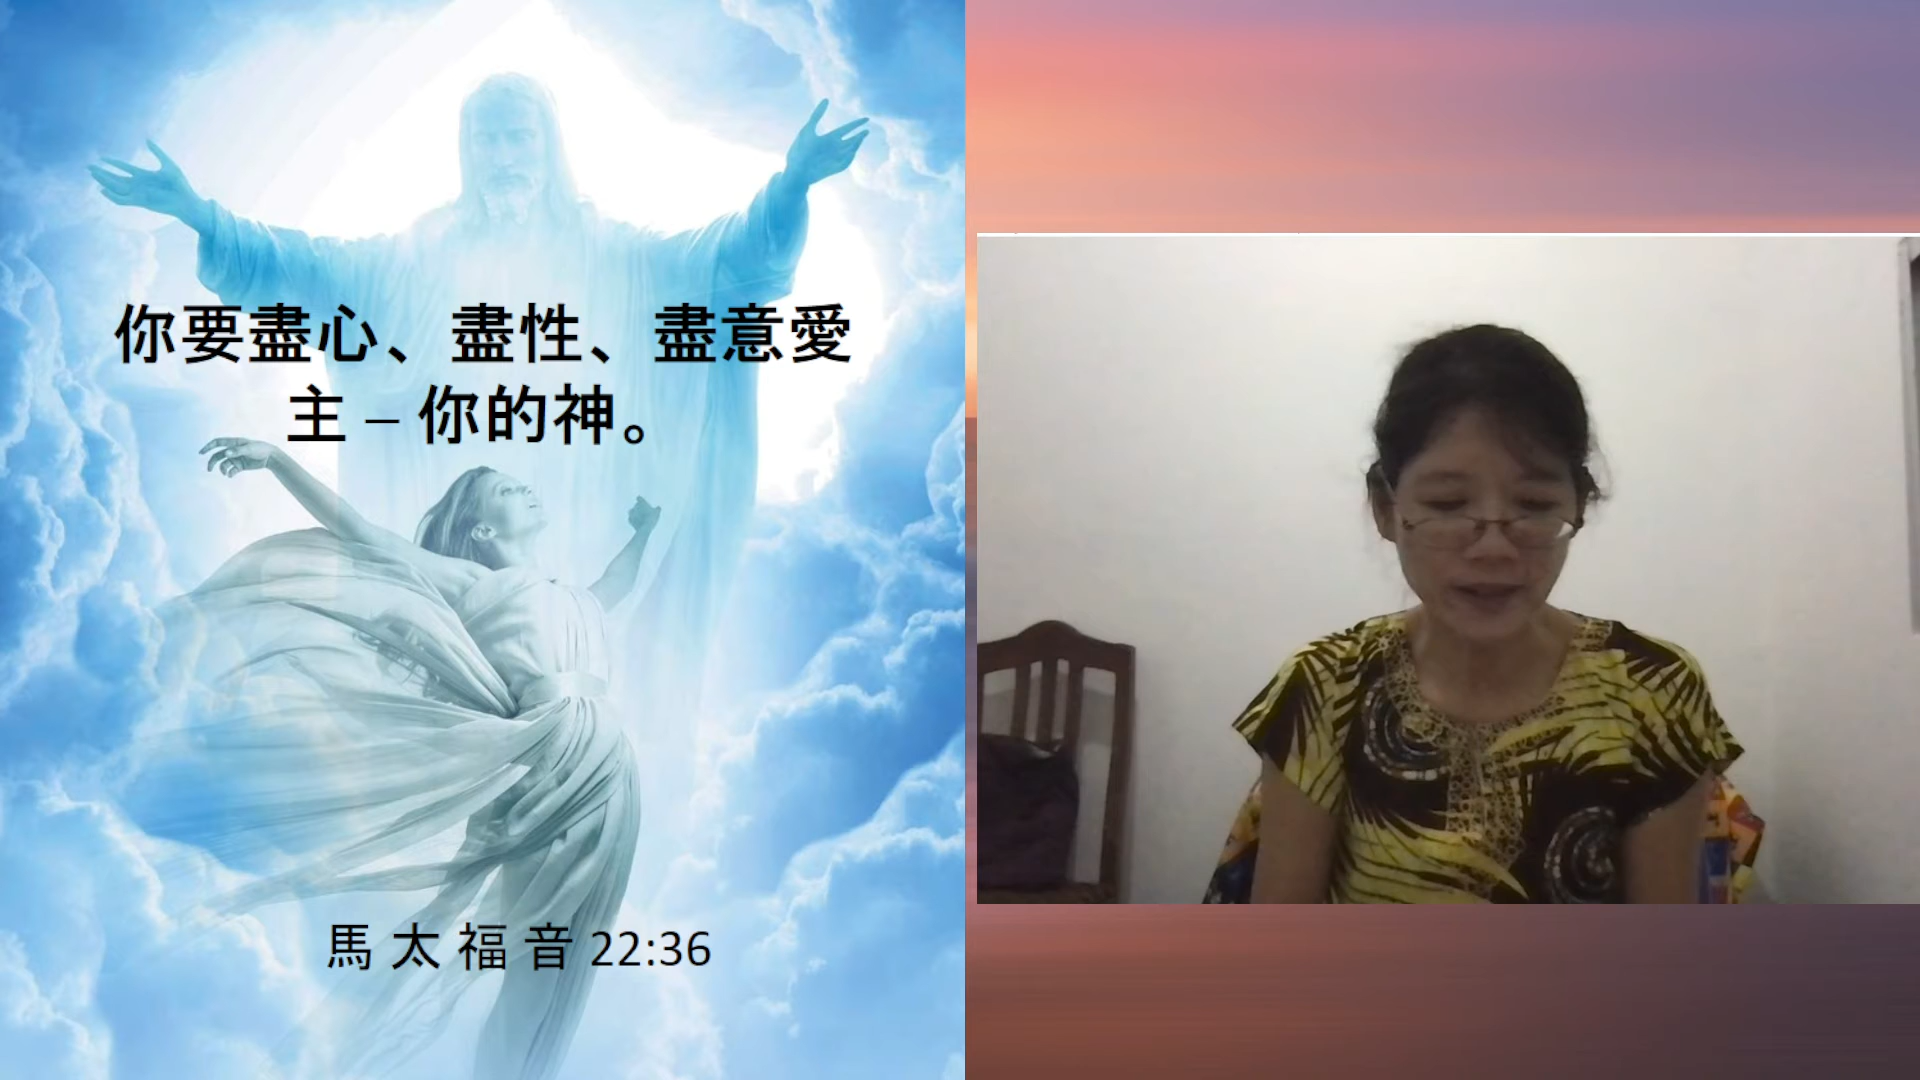 你要盡心、盡性、盡意愛
主 – 你的神。
馬 太 福 音 22:36